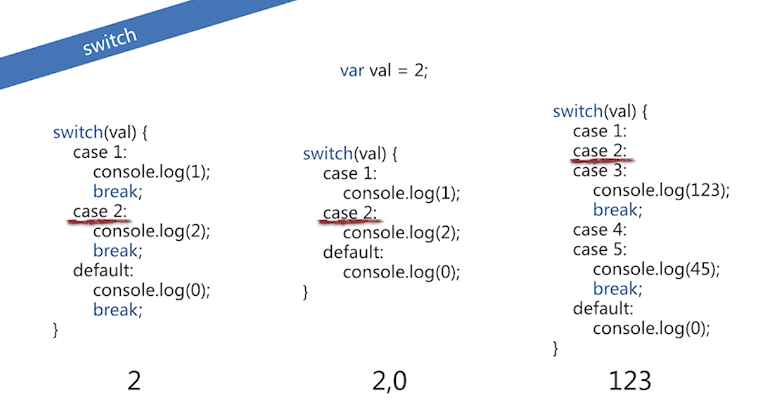 switch
var val = 2;
switch(val) {
case 1:
console.log(1);
break;
case 2:
console.log(2);
break;
default:
console.log(0);
break;
}
2
switch(val) {
case 1:
console.log(1);
case 2:
console.log(2);
default:
console.log(0);
}
2,0
switch(val) {
case 1:
case 2:
case 3:
console.log(123);
break;
case 4:
case 5:
console.log(45);
break;
default:
console.log(0);
}
123